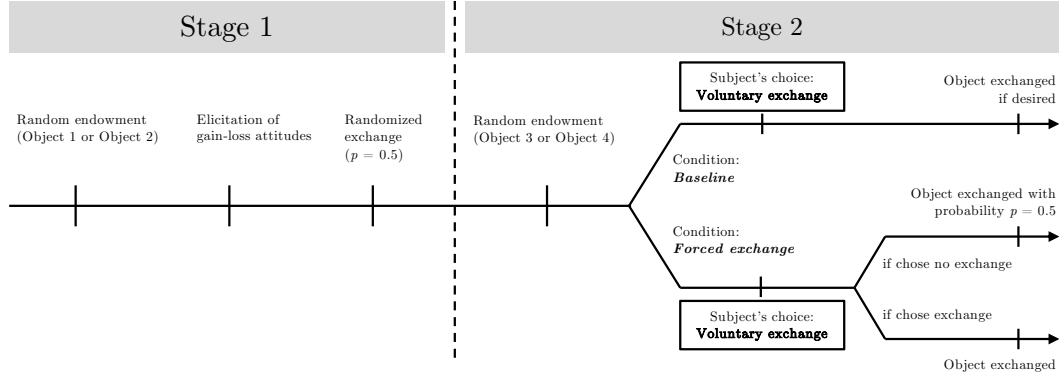 Stage 1
Stage 2
Random endowment
(Object 1 or Object 2)
Elicitation of
gain-loss attitudes
Randomized
exchange
(p = 0.5)
Random endowment
(Object 3 or Object 4)
Subject's choice:
Voluntary exchange
Object exchanged
if desired
Condition:
Baseline
Condition:
Forced exchange
Object exchanged with
probability p = 0.5
if chose no exchange
Subject's choice:
Voluntary exchange
if chose exchange
Object exchanged